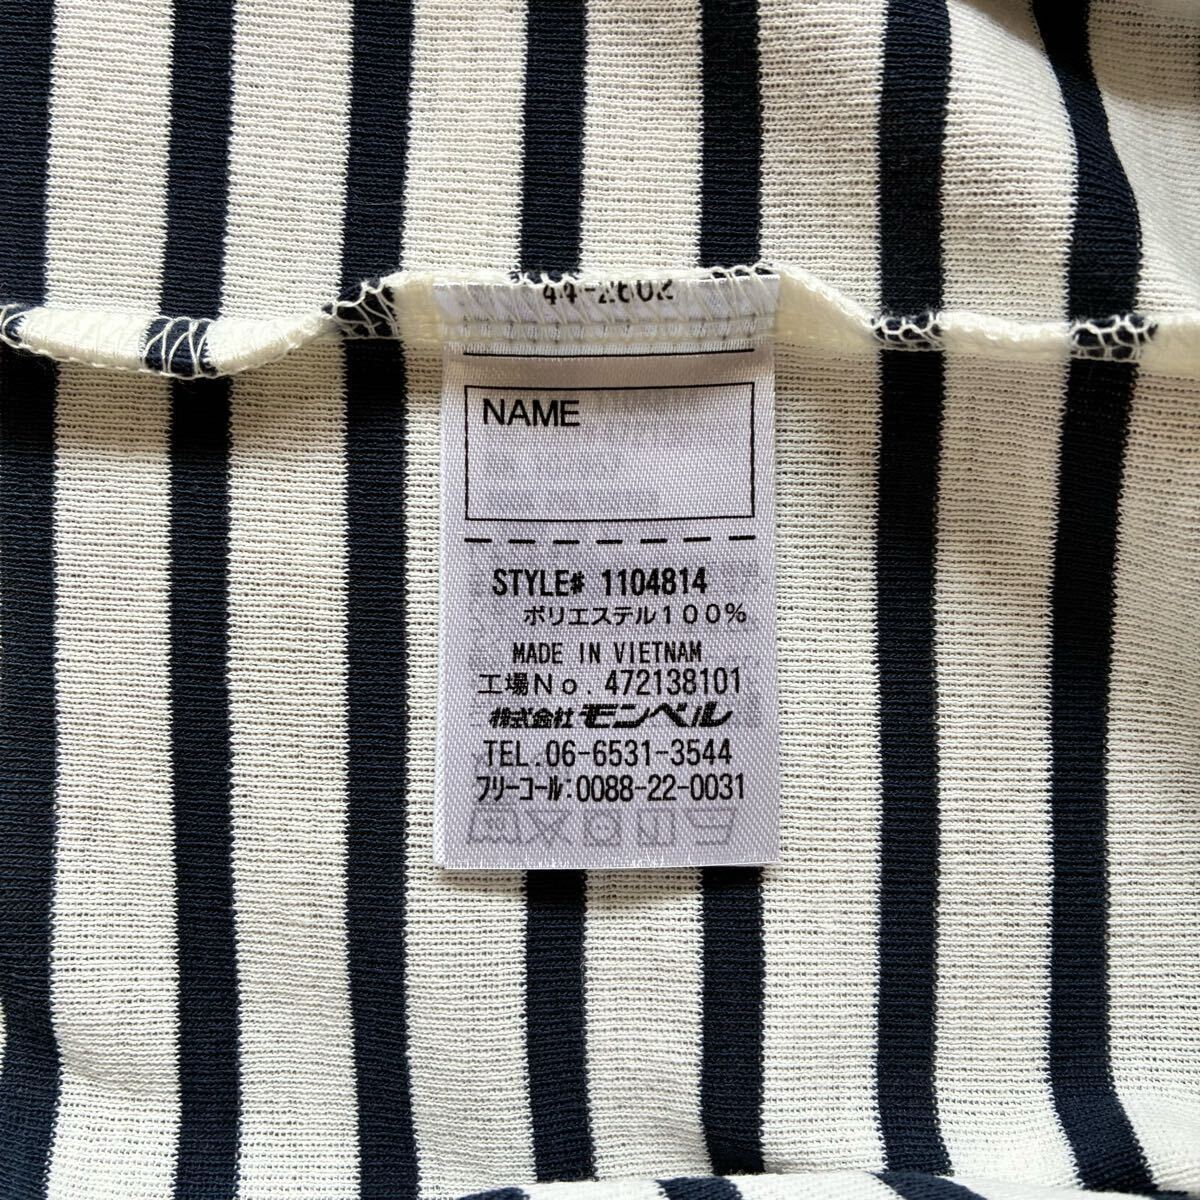 44-2602
NAME
STYLE# 1104814
ポリエステル100%
MADE IN VIETNAM
工場No. 472138101
株式会社モンベル
TEL.06-6531-3544
フリーコール:0088-22-0031